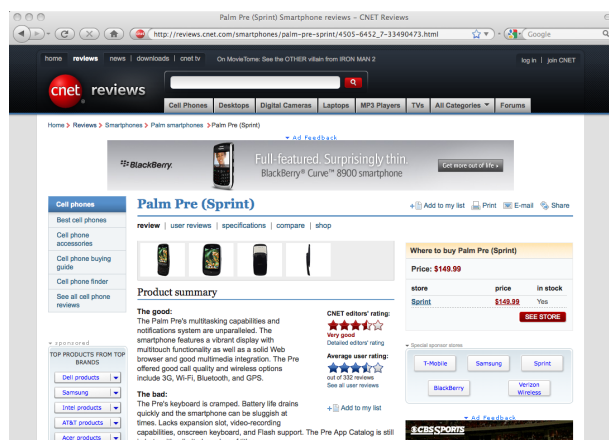 Palm Pre (Sprint) Smartphone reviews – CNET Reviews
http://reviews.cnet.com/smartphones/palm-pre-sprint/4505-6452_7-33490473.html
Google
home reviews news downloads cnet tv On MovieTome: See the OTHER villain from IRON MAN 2 log in | join CNET
cnet reviews
Cell Phones Desktops Digital Cameras Laptops MP3 Players TVs All Categories Forums
Home > Reviews > Smartphones > Palm smartphones > Palm Pre (Sprint)
Ad Feedback
BlackBerry.
Full-featured. Surprisingly thin.
BlackBerry® Curve™ 8900 smartphone
Get more out of life »
Cell phones
Best cell phones
Cell phone accessories
Cell phone buying guide
Cell phone finder
See all cell phone reviews
Palm Pre (Sprint)
Add to my list Print E-mail Share
review | user reviews | specifications | compare | shop
Product summary
The good:
The Palm Pre's multitasking capabilities and
notifications system are unparalleled. The
smartphone features a vibrant display with
multitouch functionality as well as a solid Web
browser and good multimedia integration. The Pre
offered good call quality and wireless options
include 3G, Wi-Fi, Bluetooth, and GPS.
The bad:
The Pre's keyboard is cramped. Battery life drains
quickly and the smartphone can be sluggish at
times. Lacks expansion slot, video-recording
capabilities, onscreen keyboard, and Flash support. The Pre App Catalog is still
CNET editors' rating:
Very good
Detailed editors' rating
Average user rating:
out of 332 reviews
See all user reviews
Add to my list
Where to buy Palm Pre (Sprint)
Price: $149.99
store price in stock
Sprint $149.99 Yes
SEE STORE
Special sponsor stores
T-Mobile Samsung Sprint
BlackBerry Verizon Wireless
Ad Feedback
CBS SPORTS
sponsored
TOP PRODUCTS FROM TOP
BRANDS
Dell products
Samsung
Intel products
AT&T products
Acer products